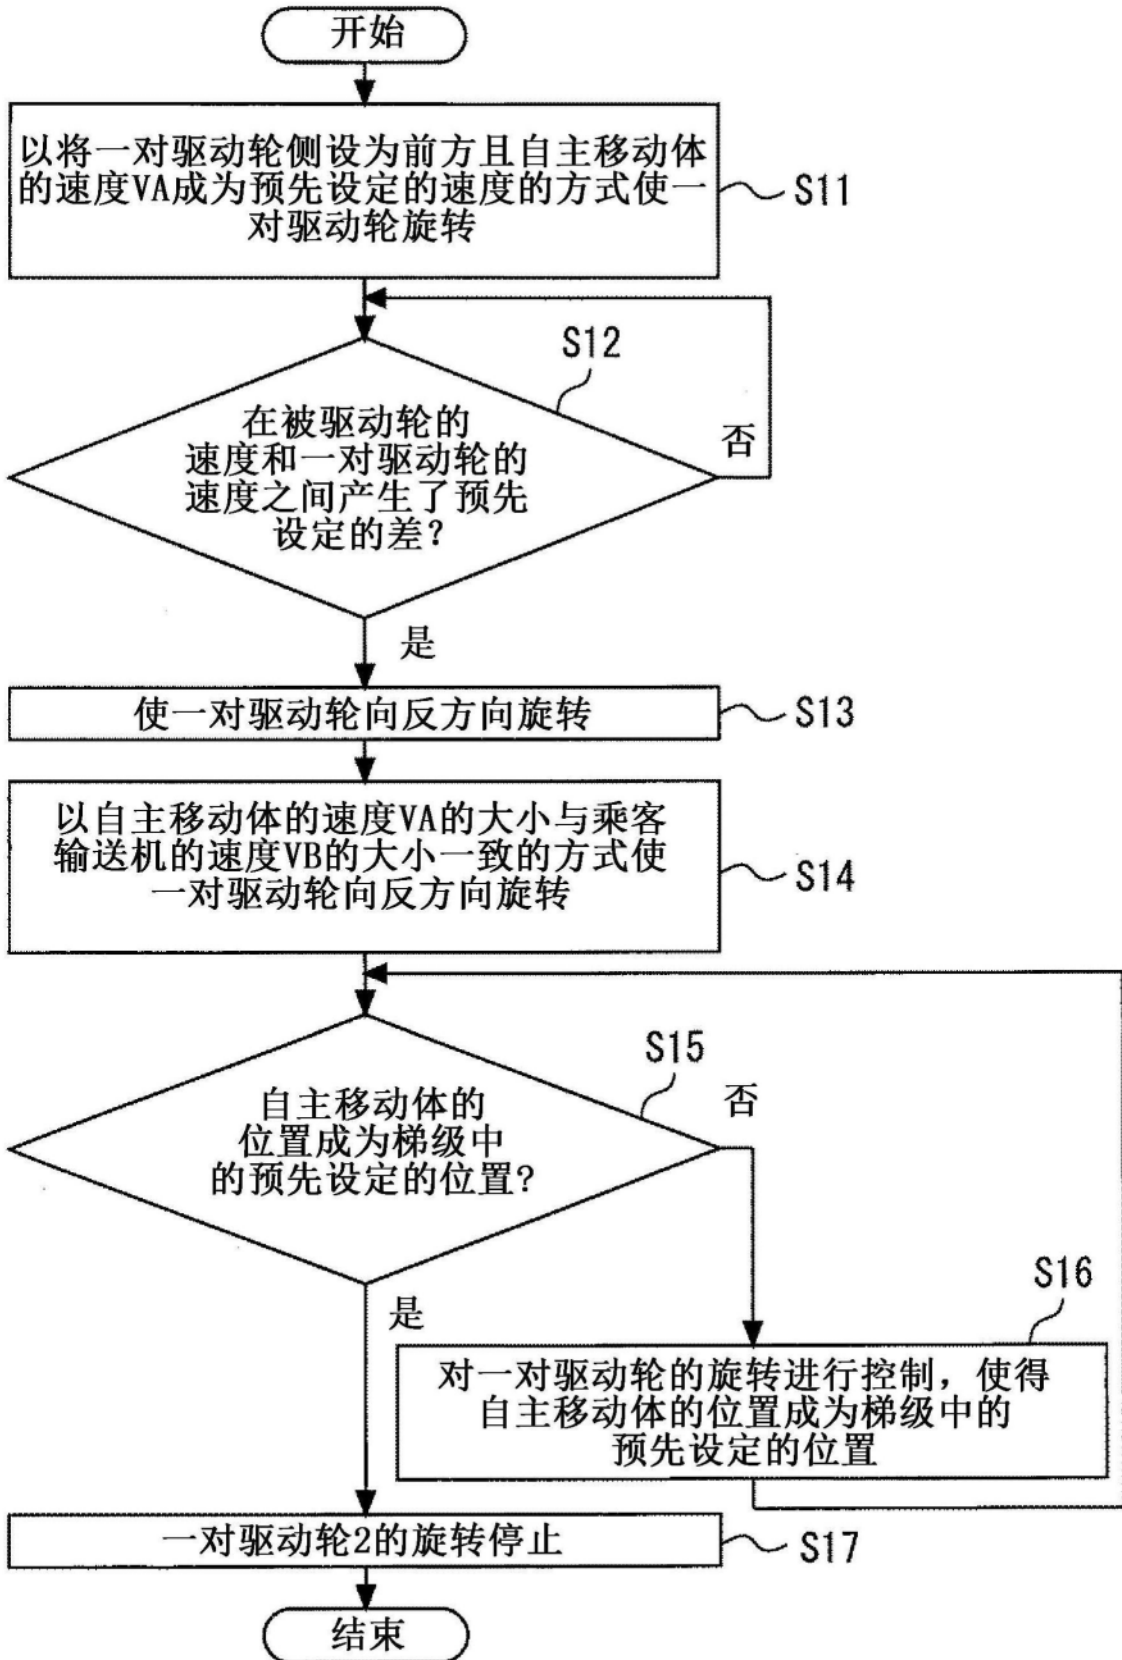 开始
以将一对驱动轮侧设为前方且自主移动体
的速度VA成为预先设定的速度的方式使一
对驱动轮旋转
S11
S12
在被驱动轮的
速度和一对驱动轮的
速度之间产生了预先
设定的差？
否
是
使一对驱动轮向反方向旋转
S13
以自主移动体的速度VA的大小与乘客
输送机的速度VB的大小一致的方式使
一对驱动轮向反方向旋转
S14
S15
自主移动体的
位置成为梯级中
的预先设定的位置？
否
是
S16
对一对驱动轮的旋转进行控制，使得
自主移动体的位置成为梯级中的
预先设定的位置
一对驱动轮2的旋转停止
S17
结束